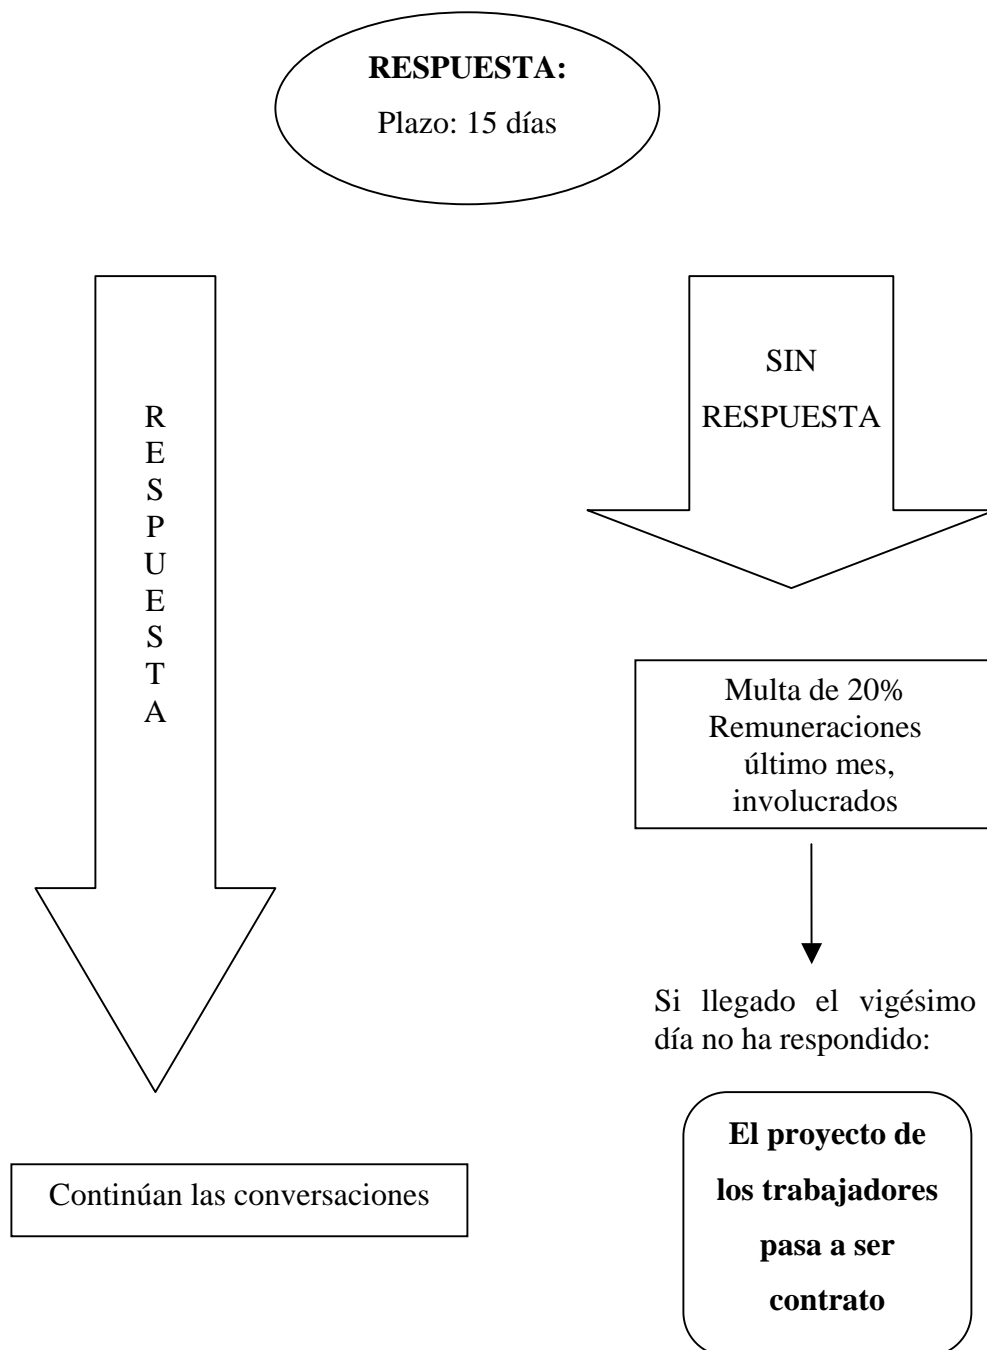 RESPUESTA:
Plazo: 15 días
R
E
S
P
U
E
S
T
A
Continúan las conversaciones
SIN
RESPUESTA
Multa de 20%
Remuneraciones
último mes,
involucrados
Si llegado el vigésimo
día no ha respondido:
El proyecto de
los trabajadores
pasa a ser
contrato